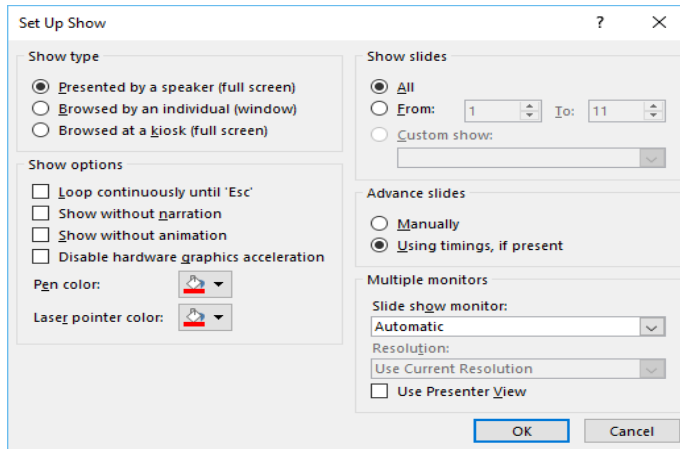 Set Up Show
Show type
Presented by a speaker (full screen)
Browsed by an individual (window)
Browsed at a kiosk (full screen)
Show options
Loop continuously until 'Esc'
Show without narration
Show without animation
Disable hardware graphics acceleration
Pen color:
Laser pointer color:
Show slides
All
From: 1 To: 11
Custom show:
Advance slides
Manually
Using timings, if present
Multiple monitors
Slide show monitor:
Automatic
Resolution:
Use Current Resolution
Use Presenter View
OK Cancel